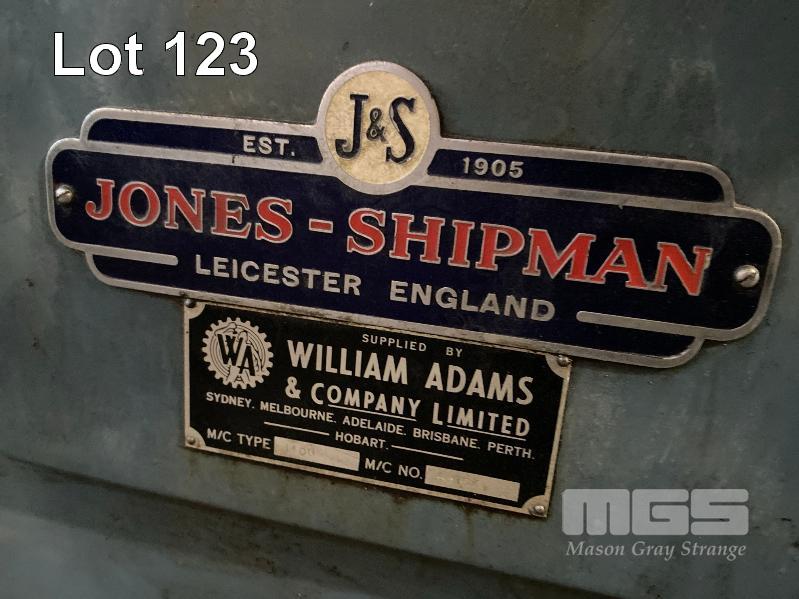 Lot 123
J&S
EST. 1905
JONES - SHIPMAN
LEICESTER ENGLAND
SUPPLIED BY
WA
WILLIAM ADAMS
& COMPANY LIMITED
SYDNEY. MELBOURNE. ADELAIDE. BRISBANE. PERTH.
HOBART.
M/C TYPE M/C NO.
MGS
Mason Gray Strange